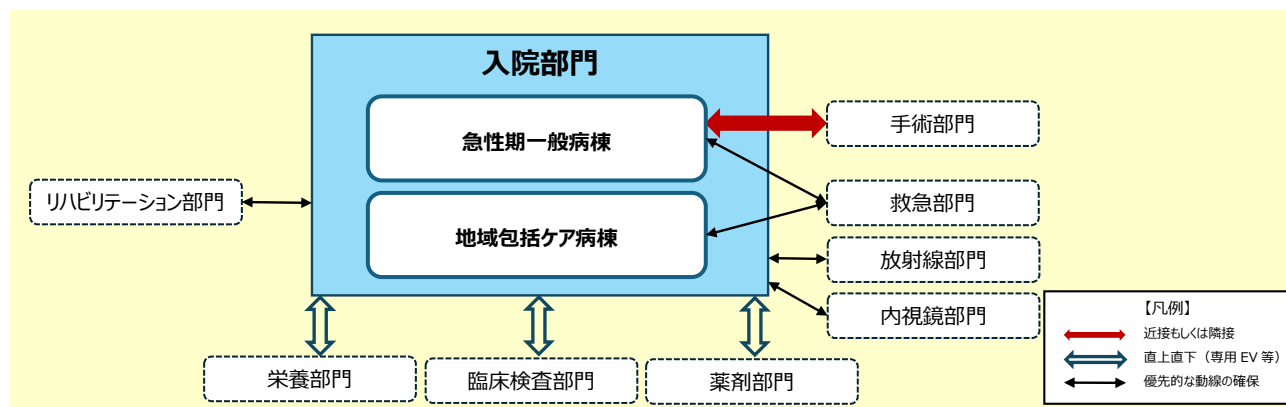 入院部門
急性期一般病棟
手術部門
リハビリテーション部門
救急部門
地域包括ケア病棟
放射線部門
内視鏡部門
栄養部門
臨床検査部門
薬剤部門
【凡例】
近接もしくは隣接
直上直下（専用 EV 等）
優先的な動線の確保